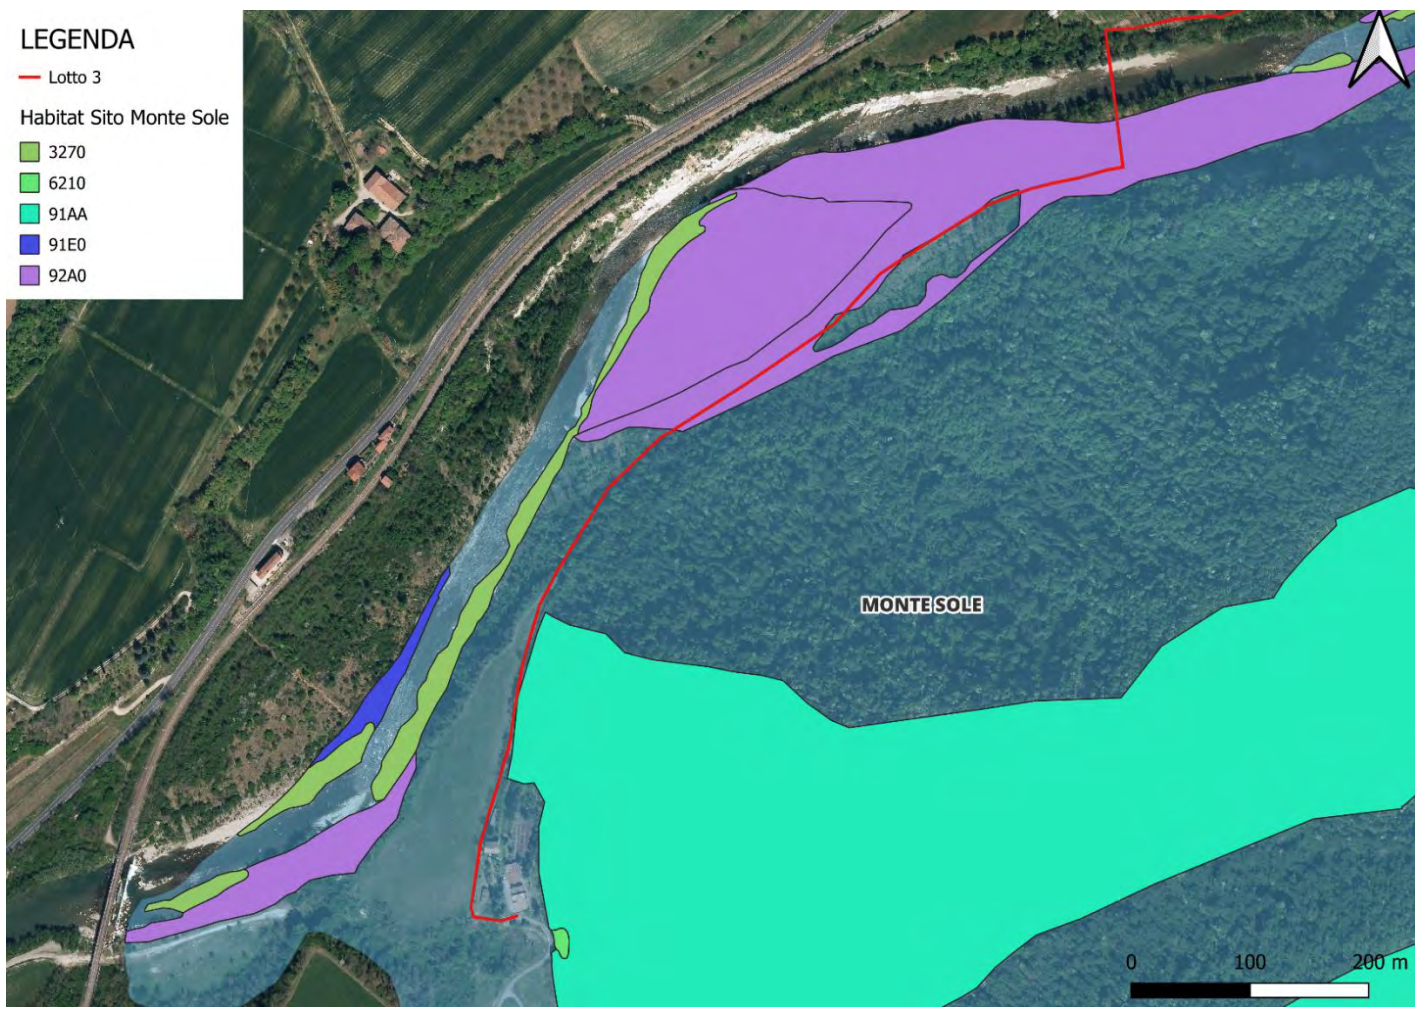 LEGENDA
Lotto 3
Habitat Sito Monte Sole
3270
6210
91AA
91E0
92A0
MONTE SOLE
0 100 200 m